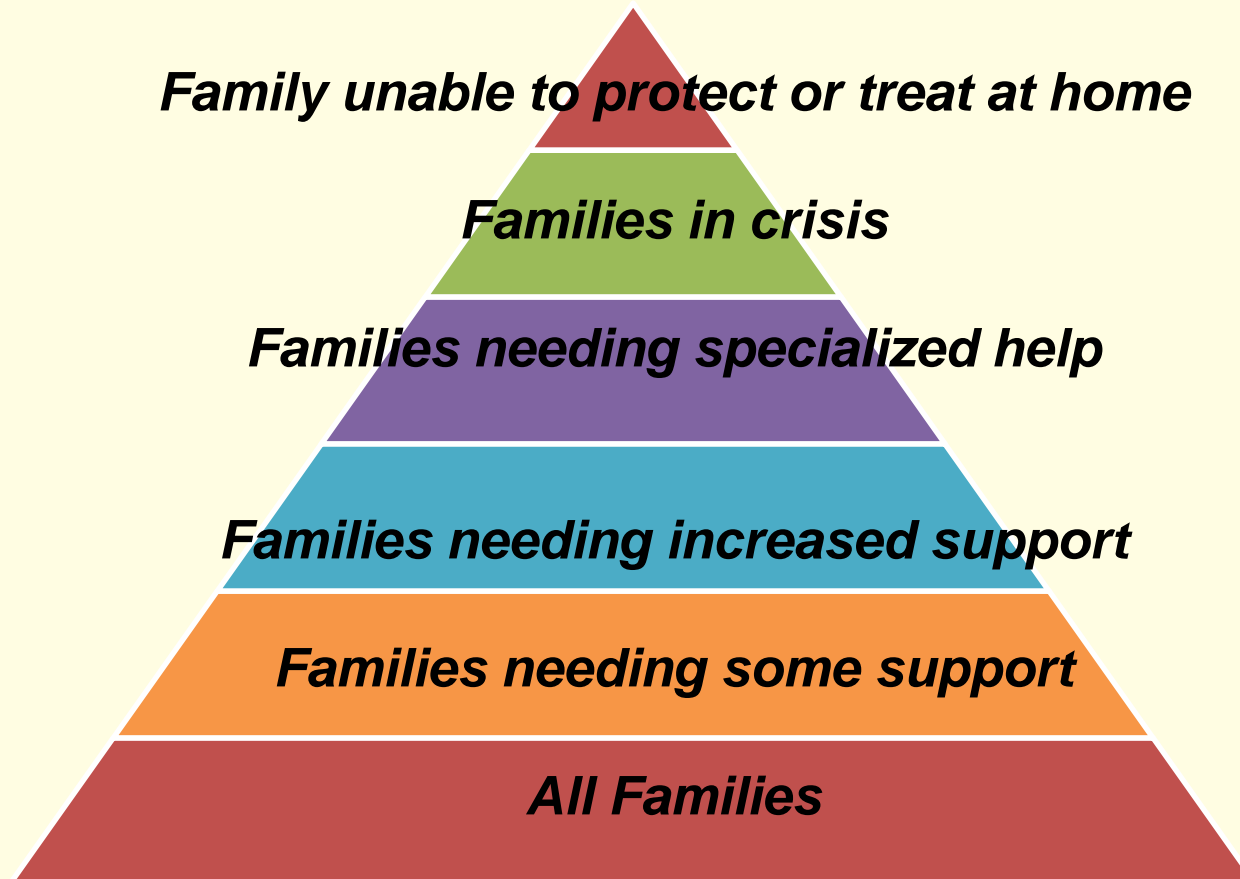 Family unable to protect or treat at home
Families in crisis
Families needing specialized help
Families needing increased support
Families needing some support
All Families